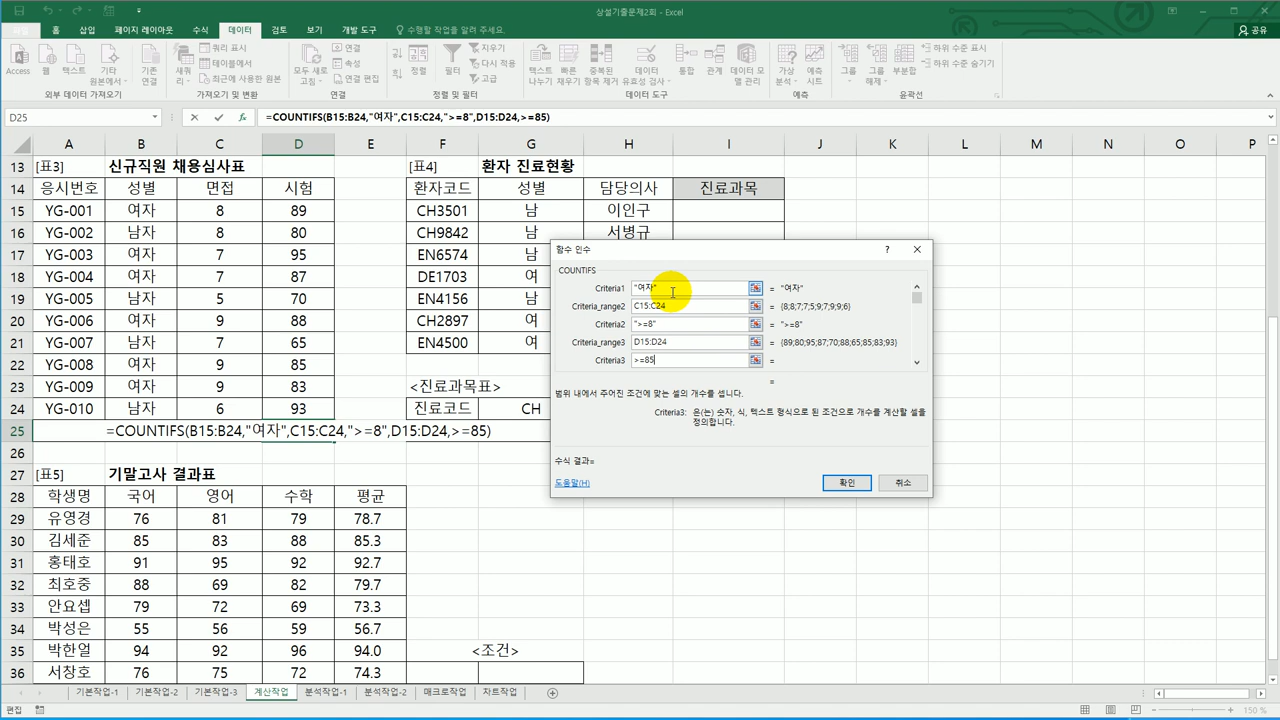 상설기출문제2회 - Excel
파일 홈 삽입 페이지 레이아웃 수식 데이터 검토 보기 개발 도구 수행할 작업을 알려 주세요. 공유
Access 웹 텍스트 기타 원본에서 기존 연결 새 쿼리 쿼리 표시 테이블에서 최근에 사용한 원본 모두 새로 고침 연결 속성 연결 편집 정렬 필터 지우기 다시 적용 고급 텍스트 나누기 빠른 채우기 중복된 항목 제거 데이터 유효성 검사 통합 관계 데이터 모델 관리 가상 분석 예측 시트 그룹 그룹 해제 부분합 하위 수준 표시 하위 수준 숨기기
외부 데이터 가져오기 가져오기 및 변환 연결 정렬 및 필터 데이터 도구 예측 윤곽선
D25 =COUNTIFS(B15:B24,"여자",C15:C24,">=8",D15:D24,>=85)
A B C D E F G H I J K L M N O P
13 [표3] 신규직원 채용심사표 [표4] 환자 진료현황
14 응시번호 성별 면접 시험 환자코드 성별 담당의사 진료과목
15 YG-001 여자 8 89 CH3501 남 이인구
16 YG-002 남자 8 80 CH9842 남 서병규
17 YG-003 여자 7 95 EN6574 남
18 YG-004 남자 7 87 DE1703 여
19 YG-005 남자 5 70 EN4156 남
20 YG-006 여자 9 88 CH2897 여
21 YG-007 남자 7 65 EN4500 여
22 YG-008 여자 9 85
23 YG-009 여자 9 83 <진료과목표>
24 YG-010 남자 6 93 진료코드 CH
25 =COUNTIFS(B15:B24,"여자",C15:C24,">=8",D15:D24,>=85)
26
27 [표5] 기말고사 결과표
28 학생명 국어 영어 수학 평균
29 유영경 76 81 79 78.7
30 김세준 85 83 88 85.3
31 홍태호 91 95 92 92.7
32 최호중 88 69 82 79.7
33 안요셉 79 72 69 73.3
34 박성은 55 56 59 56.7
35 박한얼 94 92 96 94.0 <조건>
36 서창호 76 75 72 74.3
함수 인수 ?
COUNTIFS
Criteria1 "여자" = "여자"
Criteria_range2 C15:C24 = {8;8;7;7;5;9;7;9;9;6}
Criteria2 ">=8" = ">=8"
Criteria_range3 D15:D24 = {89;80;95;87;70;88;65;85;83;93}
Criteria3 >=85 =
=
범위 내에서 주어진 조건에 맞는 셀의 개수를 셉니다.
Criteria3: 은(는) 숫자, 식, 텍스트 형식으로 된 조건으로 개수를 계산할 셀을
정의합니다.
수식 결과=
도움말(H) 확인 취소
기본작업-1 기본작업-2 기본작업-3 계산작업 분석작업-1 분석작업-2 매크로작업 차트작업
편집 150 %